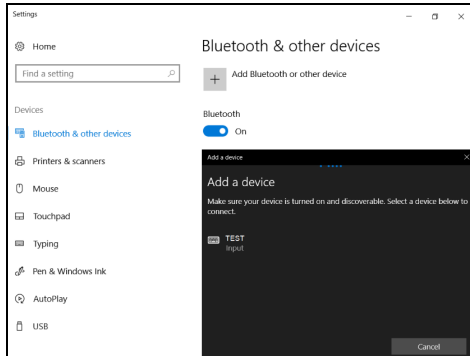 Settings
Home
Find a setting
Devices
Bluetooth & other devices
Printers & scanners
Mouse
Touchpad
Typing
Pen & Windows Ink
AutoPlay
USB
Bluetooth & other devices
Add Bluetooth or other device
Bluetooth
On
Add a device
Add a device
Make sure your device is turned on and discoverable. Select a device below to
connect.
TEST
Input
Cancel